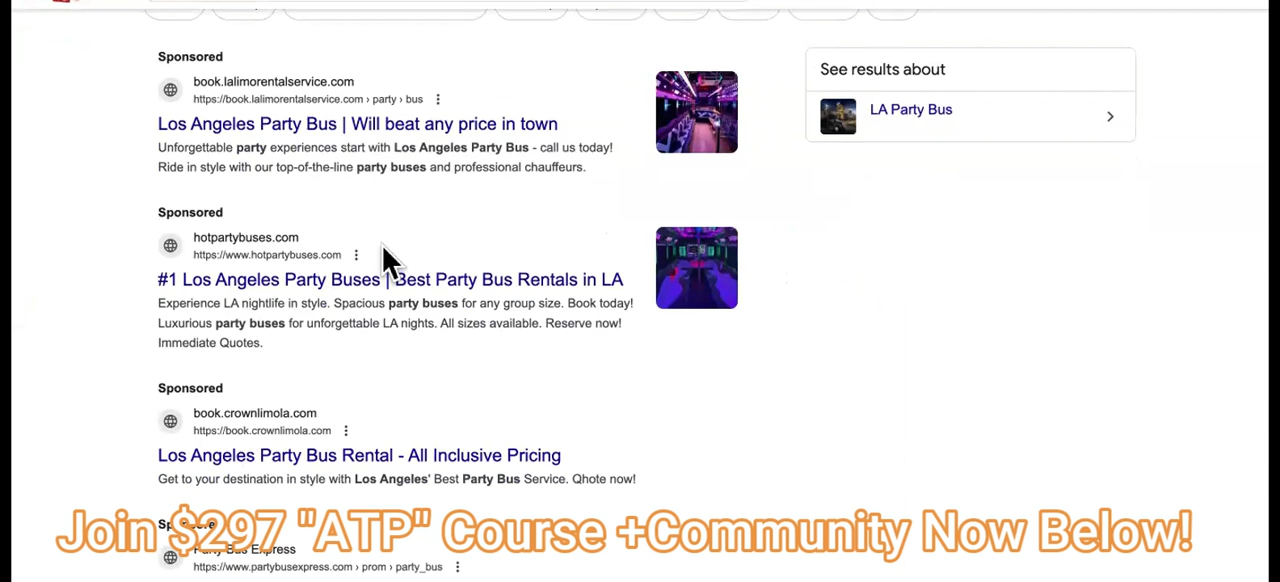 Sponsored
book.lalimorentalservice.com
https://book.lalimorentalservice.com › party › bus
Los Angeles Party Bus | Will beat any price in town
Unforgettable party experiences start with Los Angeles Party Bus - call us today!
Ride in style with our top-of-the-line party buses and professional chauffeurs.
See results about
LA Party Bus
Sponsored
hotpartybuses.com
https://www.hotpartybuses.com
#1 Los Angeles Party Buses | Best Party Bus Rentals in LA
Experience LA nightlife in style. Spacious party buses for any group size. Book today!
Luxurious party buses for unforgettable LA nights. All sizes available. Reserve now!
Immediate Quotes.
Sponsored
book.crownlimola.com
https://book.crownlimola.com
Los Angeles Party Bus Rental - All Inclusive Pricing
Get to your destination in style with Los Angeles' Best Party Bus Service. Qhote now!
Sponsored
Join $297 "ATP" Course +Community Now Below!
Party Bus Express
https://www.partybusexpress.com › prom › party_bus